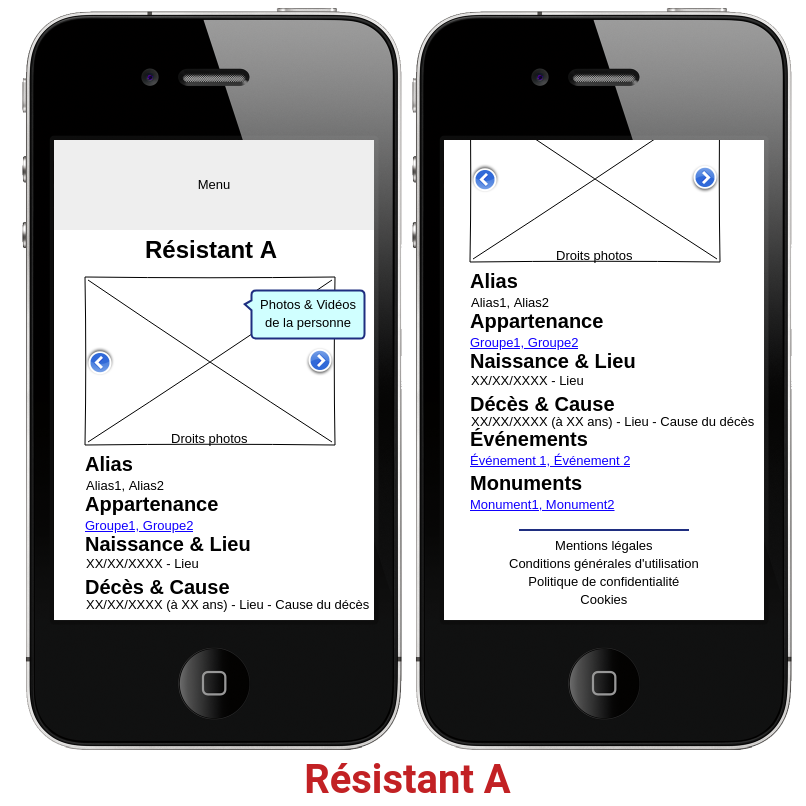 Menu
Résistant A
Photos & Vidéos
de la personne
Droits photos
Alias
Alias1, Alias2
Appartenance
Groupe1, Groupe2
Naissance & Lieu
XX/XX/XXXX - Lieu
Décès & Cause
XX/XX/XXXX (à XX ans) - Lieu - Cause du décès
Droits photos
Alias
Alias1, Alias2
Appartenance
Groupe1, Groupe2
Naissance & Lieu
XX/XX/XXXX - Lieu
Décès & Cause
XX/XX/XXXX (à XX ans) - Lieu - Cause du décès
Événements
Événement 1, Événement 2
Monuments
Monument1, Monument2
Mentions légales
Conditions générales d'utilisation
Politique de confidentialité
Cookies
Résistant A